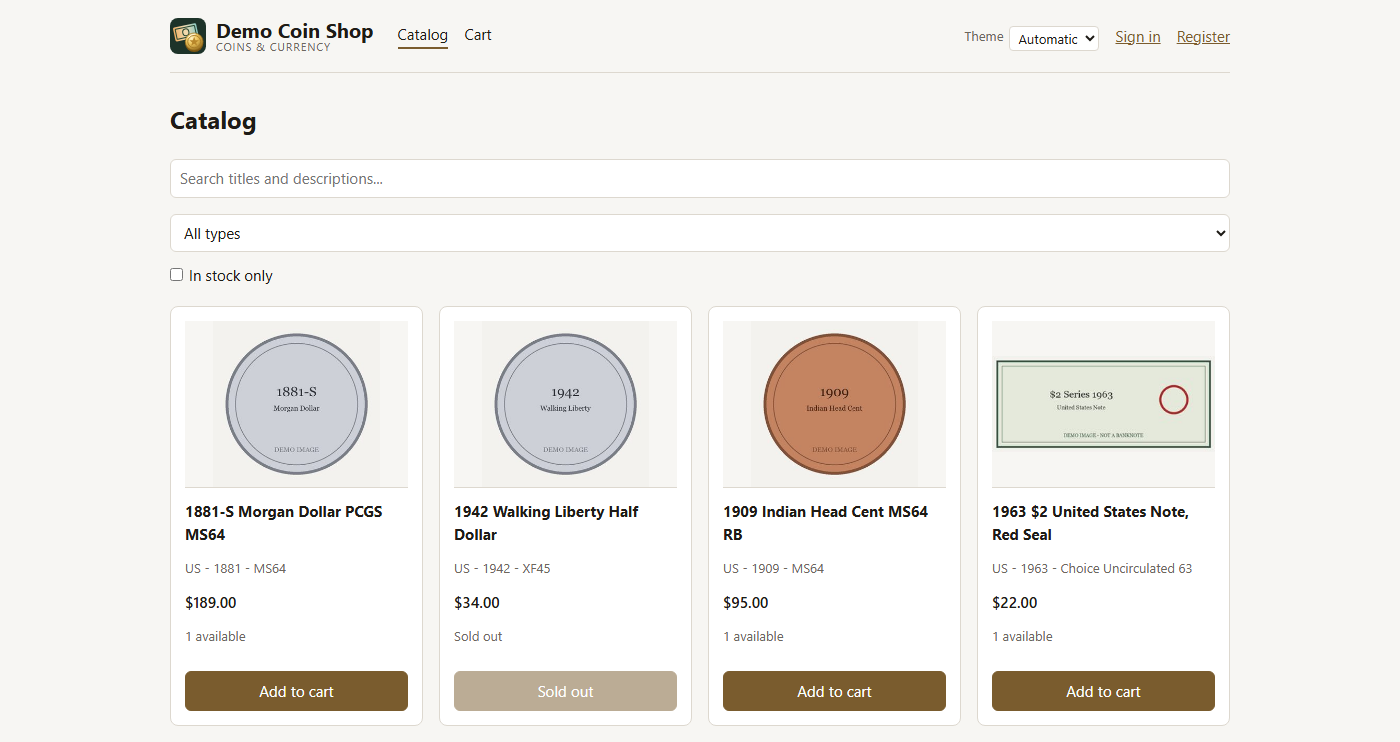 Demo Coin Shop
COINS & CURRENCY
Catalog
Cart
Theme
Automatic
Sign in
Register
Catalog
Search titles and descriptions...
All types
In stock only
1881-S
Morgan Dollar
DEMO IMAGE
1881-S Morgan Dollar PCGS
MS64
US - 1881 - MS64
$189.00
1 available
Add to cart
1942
Walking Liberty
DEMO IMAGE
1942 Walking Liberty Half
Dollar
US - 1942 - XF45
$34.00
Sold out
Sold out
1909
Indian Head Cent
DEMO IMAGE
1909 Indian Head Cent MS64
RB
US - 1909 - MS64
$95.00
1 available
Add to cart
$2 Series 1963
United States Note
DEMO IMAGE - NOT A BANKNOTE
1963 $2 United States Note,
Red Seal
US - 1963 - Choice Uncirculated 63
$22.00
1 available
Add to cart